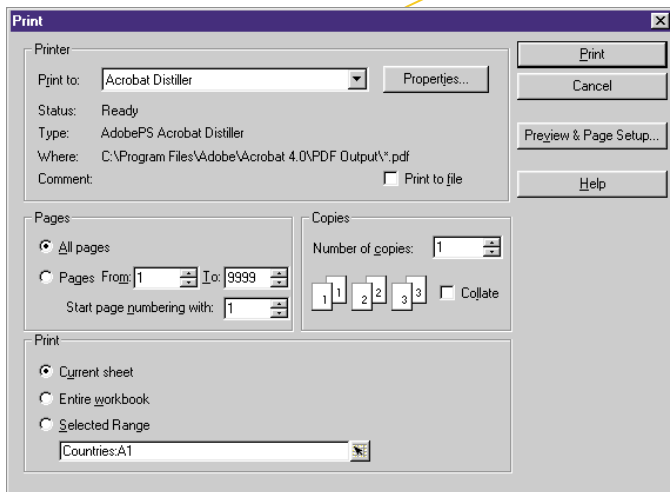 Print
Printer
Print to: Acrobat Distiller Properties...
Status: Ready
Type: AdobePS Acrobat Distiller
Where: C:\Program Files\Adobe\Acrobat 4.0\PDF Output\*.pdf
Comment: Print to file
Print
Cancel
Preview & Page Setup...
Help
Pages
All pages
Pages From: 1 To: 9999
Start page numbering with: 1
Copies
Number of copies: 1
1 1 2 2 3 3 Collate
Print
Current sheet
Entire workbook
Selected Range
Countries:A1